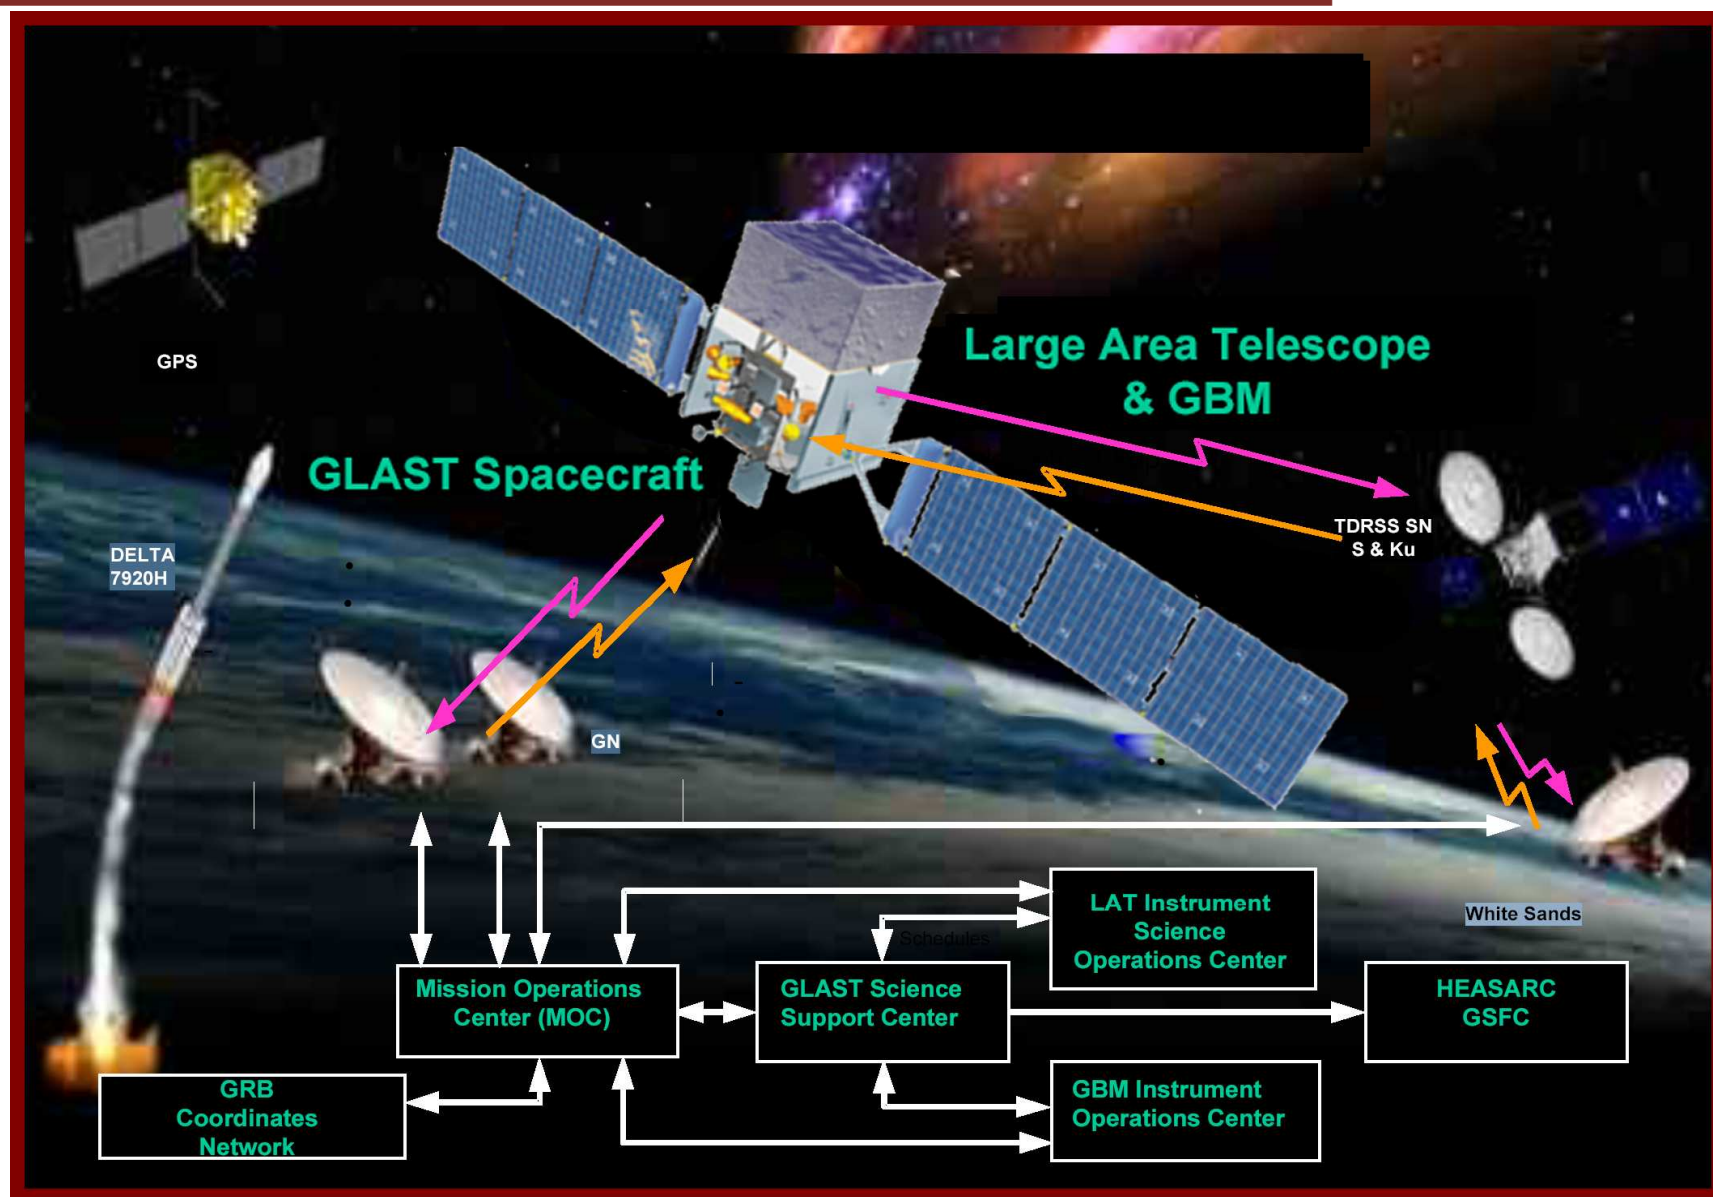 Large Area Telescope
& GBM
GPS
GLAST Spacecraft
TDRSS SN
S & Ku
DELTA
7920H
GN
White Sands
LAT Instrument
Science
Operations Center
Schedules
Mission Operations
Center (MOC)
GLAST Science
Support Center
HEASARC
GSFC
GRB
Coordinates
Network
GBM Instrument
Operations Center